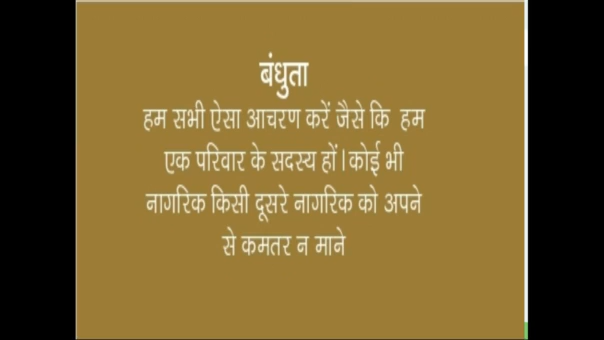 बंधुता
हम सभी ऐसा आचरण करें जैसे कि हम
एक परिवार के सदस्य हों।कोई भी
नागरिक किसी दूसरे नागरिक को अपने
से कमतर न माने